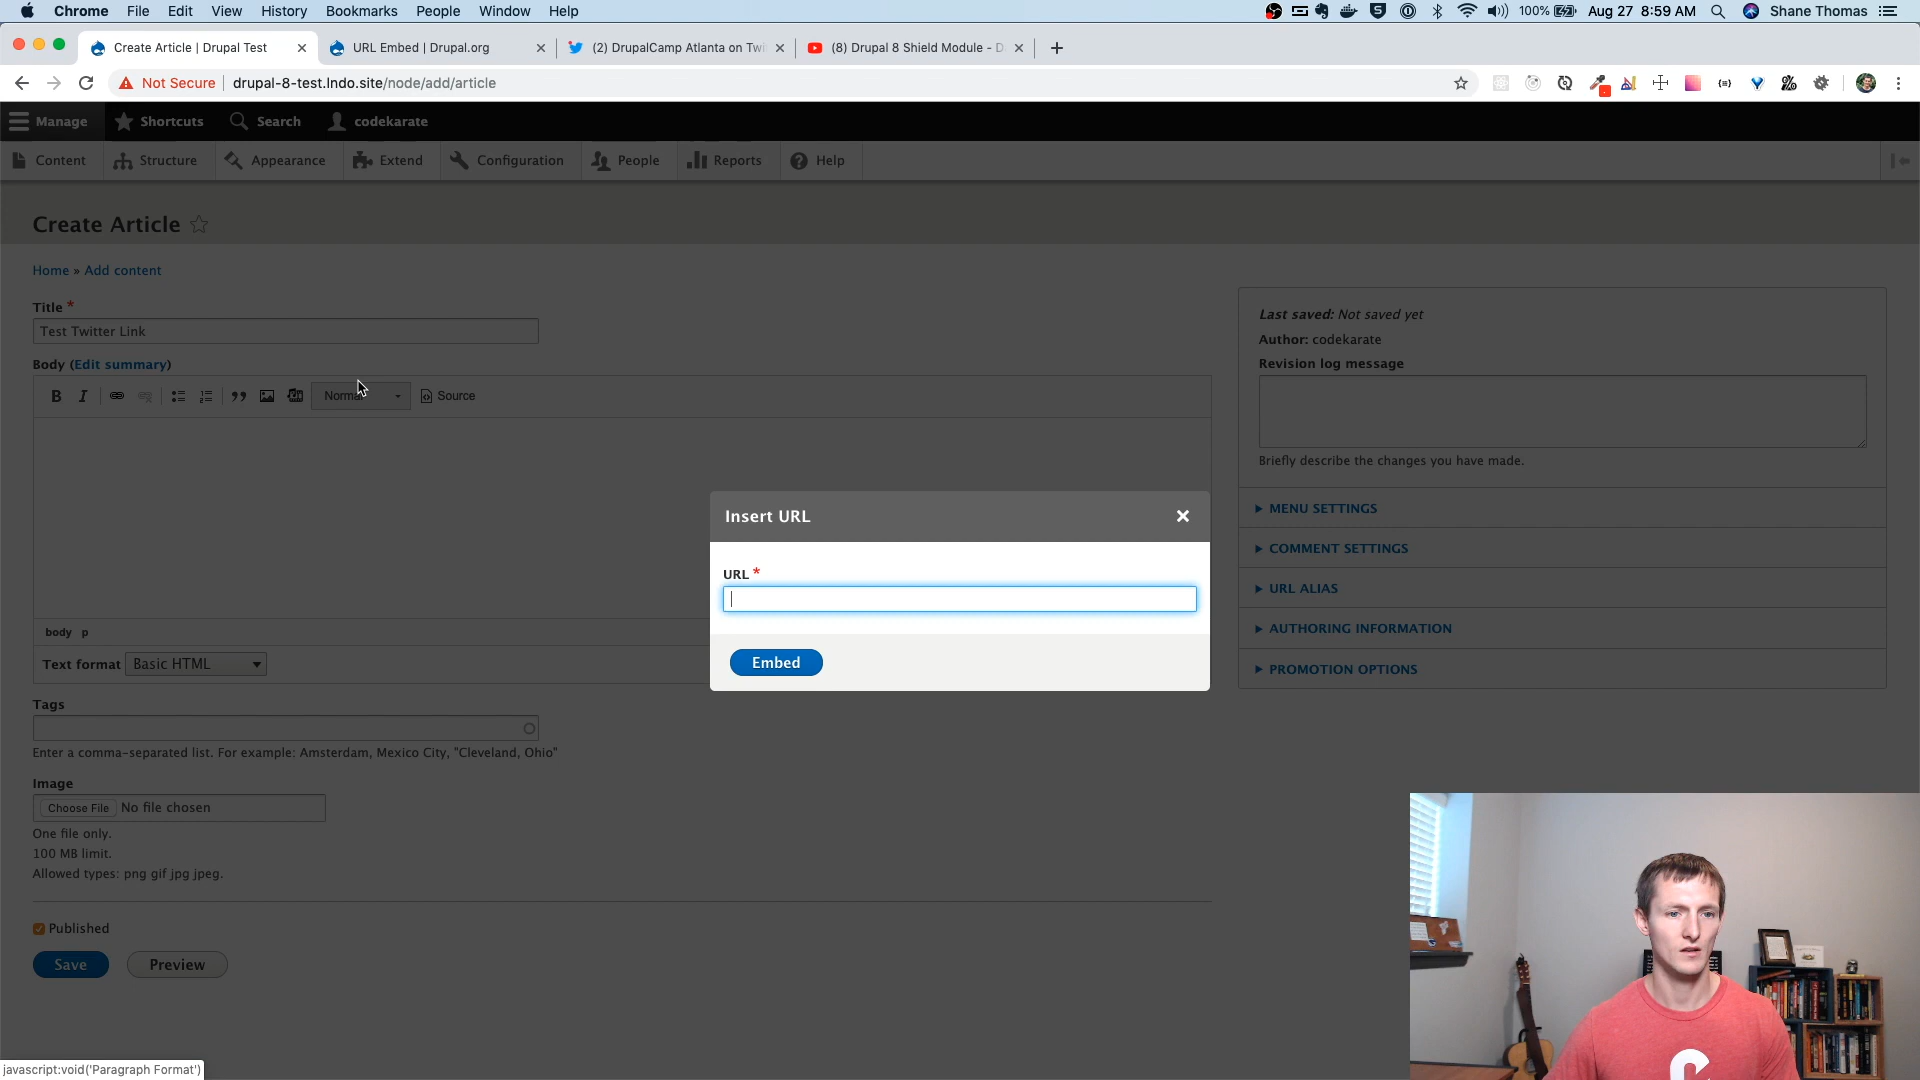 Chrome File Edit View History Bookmarks People Window Help
100% Aug 27 8:59 AM Shane Thomas
Create Article | Drupal Test
URL Embed | Drupal.org
(2) DrupalCamp Atlanta on Twi
(8) Drupal 8 Shield Module - D
Not Secure drupal-8-test.lndo.site/node/add/article
Manage Shortcuts Search codekarate
Content Structure Appearance Extend Configuration People Reports Help
Create Article
Home » Add content
Title *
Test Twitter Link
Body (Edit summary)
B I Normal Source
body p
Text format Basic HTML
Tags
Enter a comma-separated list. For example: Amsterdam, Mexico City, "Cleveland, Ohio"
Image
Choose File No file chosen
One file only.
100 MB limit.
Allowed types: png gif jpg jpeg.
Published
Save Preview
Insert URL
URL *
Embed
Last saved: Not saved yet
Author: codekarate
Revision log message
Briefly describe the changes you have made.
MENU SETTINGS
COMMENT SETTINGS
URL ALIAS
AUTHORING INFORMATION
PROMOTION OPTIONS
javascript:void('Paragraph Format')